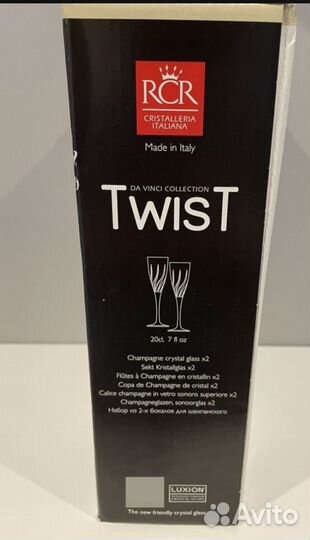 RCR
CRISTALLERIA
ITALIANA
Made in Italy
DA VINCI COLLECTION
TWIST
20cl, 7 fl oz
Champagne crystal glass x2
Sekt Kristallglas x2
Flûtes à Champagne en cristallin x2
Copa de Champagne de cristal x2
Calice champagne in vetro sonoro superiore x2
Champagneglazen, sonoorglas x2
Набор из 2-х бокалов для шампанского
LUXION
The new friendly crystal glass
Avito